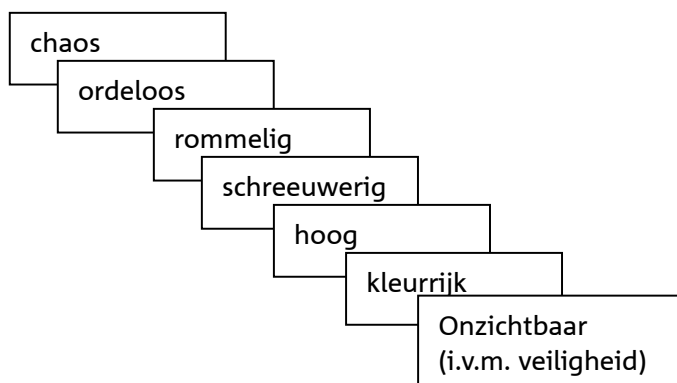 chaos
ordeloos
rommelig
schreeuwerig
hoog
kleurrijk
Onzichtbaar
(i.v.m. veiligheid)